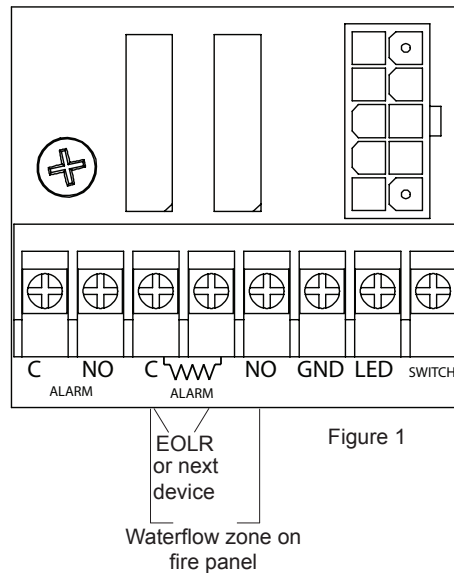 C NO C NO GND LED SWITCH
ALARM ALARM
EOLR
or next
device
Figure 1
Waterflow zone on
fire panel